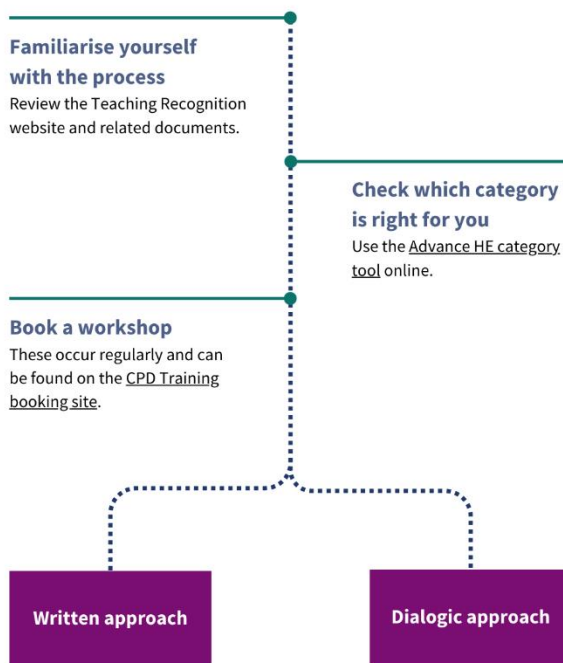 Familiarise yourself
with the process
Review the Teaching Recognition
website and related documents.
Check which category
is right for you
Use the Advance HE category
tool online.
Book a workshop
These occur regularly and can
be found on the CPD Training
booking site.
Written approach
Dialogic approach